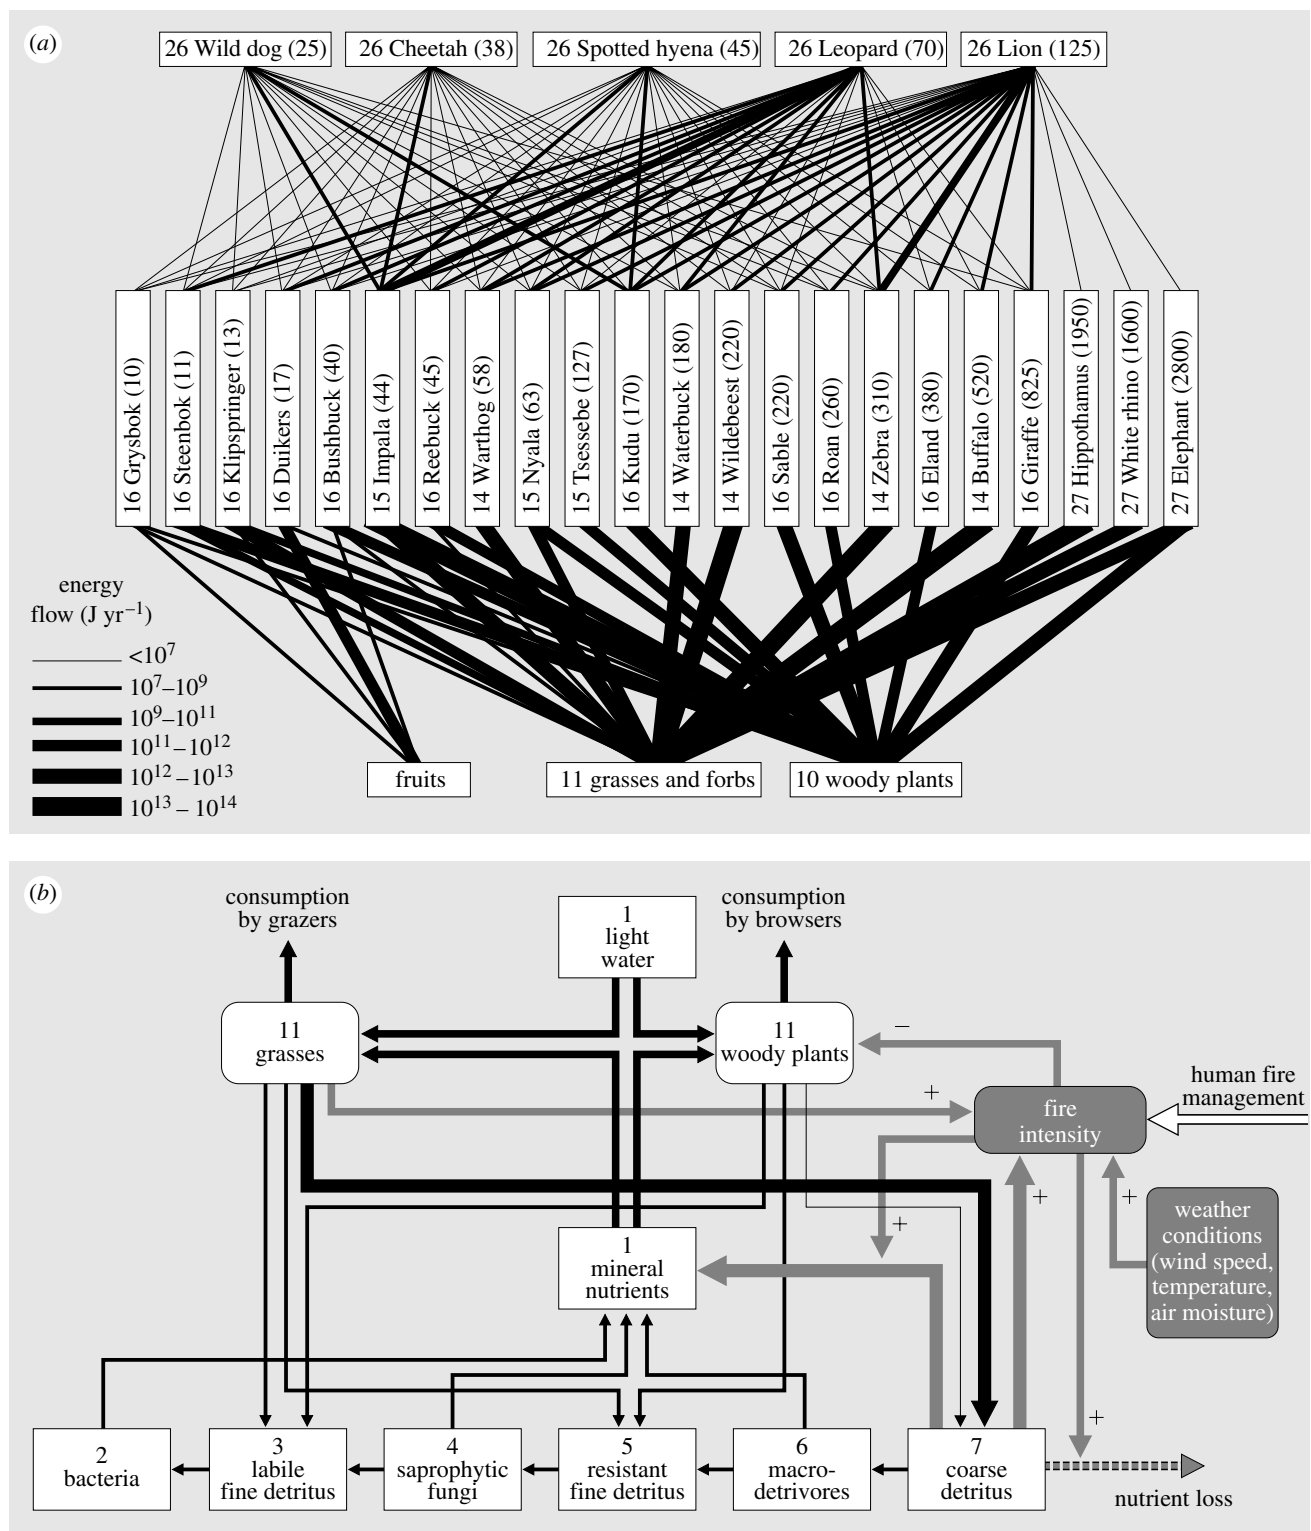 (a)
26 Wild dog (25)
26 Cheetah (38)
26 Spotted hyena (45)
26 Leopard (70)
26 Lion (125)
16 Grysbok (10)
16 Steenbok (11)
16 Klipspringer (13)
16 Duikers (17)
16 Bushbuck (40)
15 Impala (44)
16 Reebuck (45)
14 Warthog (58)
15 Nyala (63)
15 Tsessebe (127)
16 Kudu (170)
14 Waterbuck (180)
14 Wildebeest (220)
16 Sable (220)
16 Roan (260)
14 Zebra (310)
16 Eland (380)
14 Buffalo (520)
16 Giraffe (825)
27 Hippothamus (1950)
27 White rhino (1600)
27 Elephant (2800)
energy
flow (J yr⁻¹)
<10⁷
10⁷–10⁹
10⁹–10¹¹
10¹¹–10¹²
10¹²–10¹³
10¹³–10¹⁴
fruits
11 grasses and forbs
10 woody plants
(b)
consumption
by grazers
1
light
water
consumption
by browsers
11
grasses
11
woody plants
–
+
fire
intensity
human fire
management
+
+
+
weather
conditions
(wind speed,
temperature,
air moisture)
1
mineral
nutrients
+
2
bacteria
3
labile
fine detritus
4
saprophytic
fungi
5
resistant
fine detritus
6
macro-
detrivores
7
coarse
detritus
nutrient loss